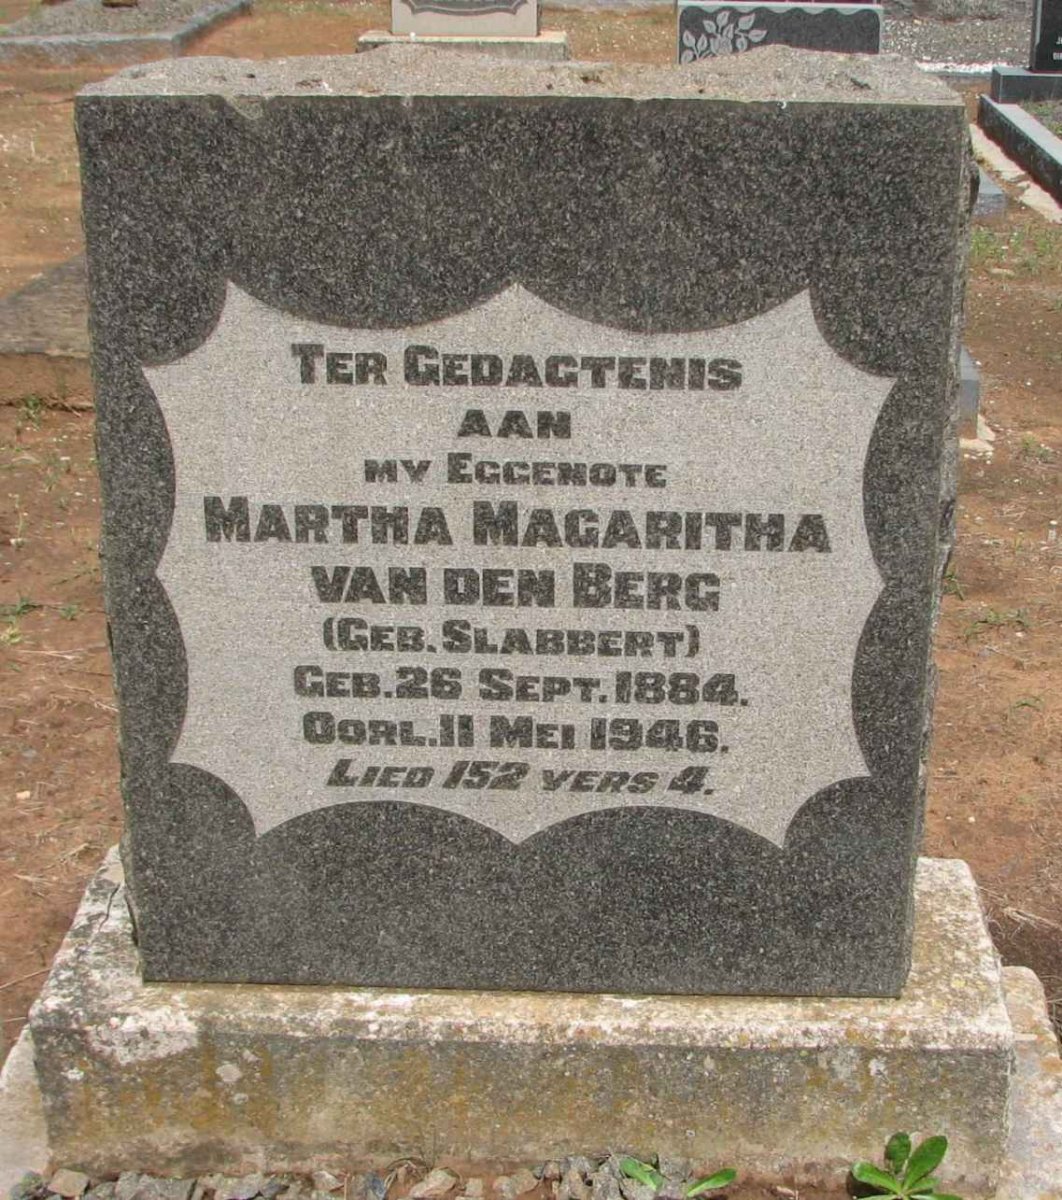 TER GEDAGTENIS
AAN
MY EGGENOTE
MARTHA MAGARITHA
VAN DEN BERG
(GEB. SLABBERT)
GEB. 26 SEPT. 1884.
OORL. 11 MEI 1946.
LIED 152 VERS 4.